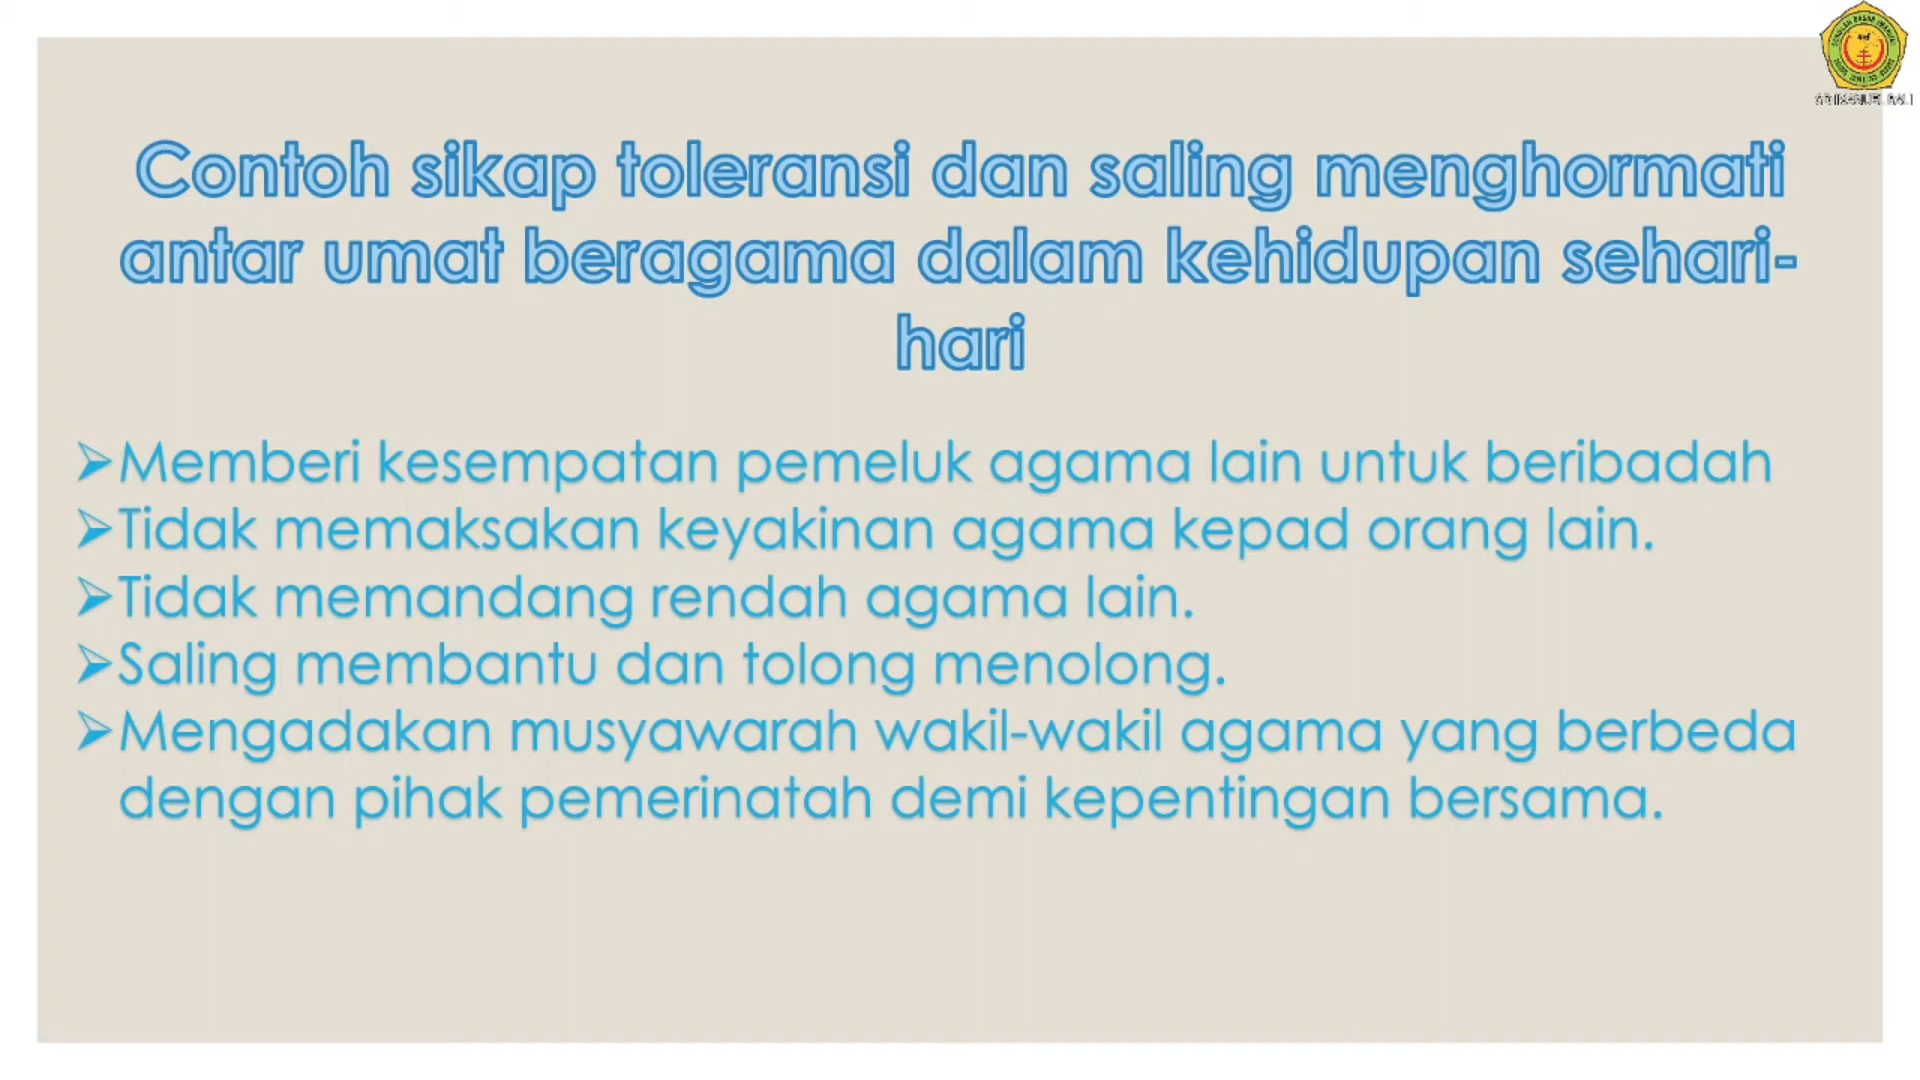 Contoh sikap toleransi dan saling menghormati
antar umat beragama dalam kehidupan sehari-
hari
➢Memberi kesempatan pemeluk agama lain untuk beribadah
➢Tidak memaksakan keyakinan agama kepad orang lain.
➢Tidak memandang rendah agama lain.
➢Saling membantu dan tolong menolong.
➢Mengadakan musyawarah wakil-wakil agama yang berbeda
dengan pihak pemerinatah demi kepentingan bersama.